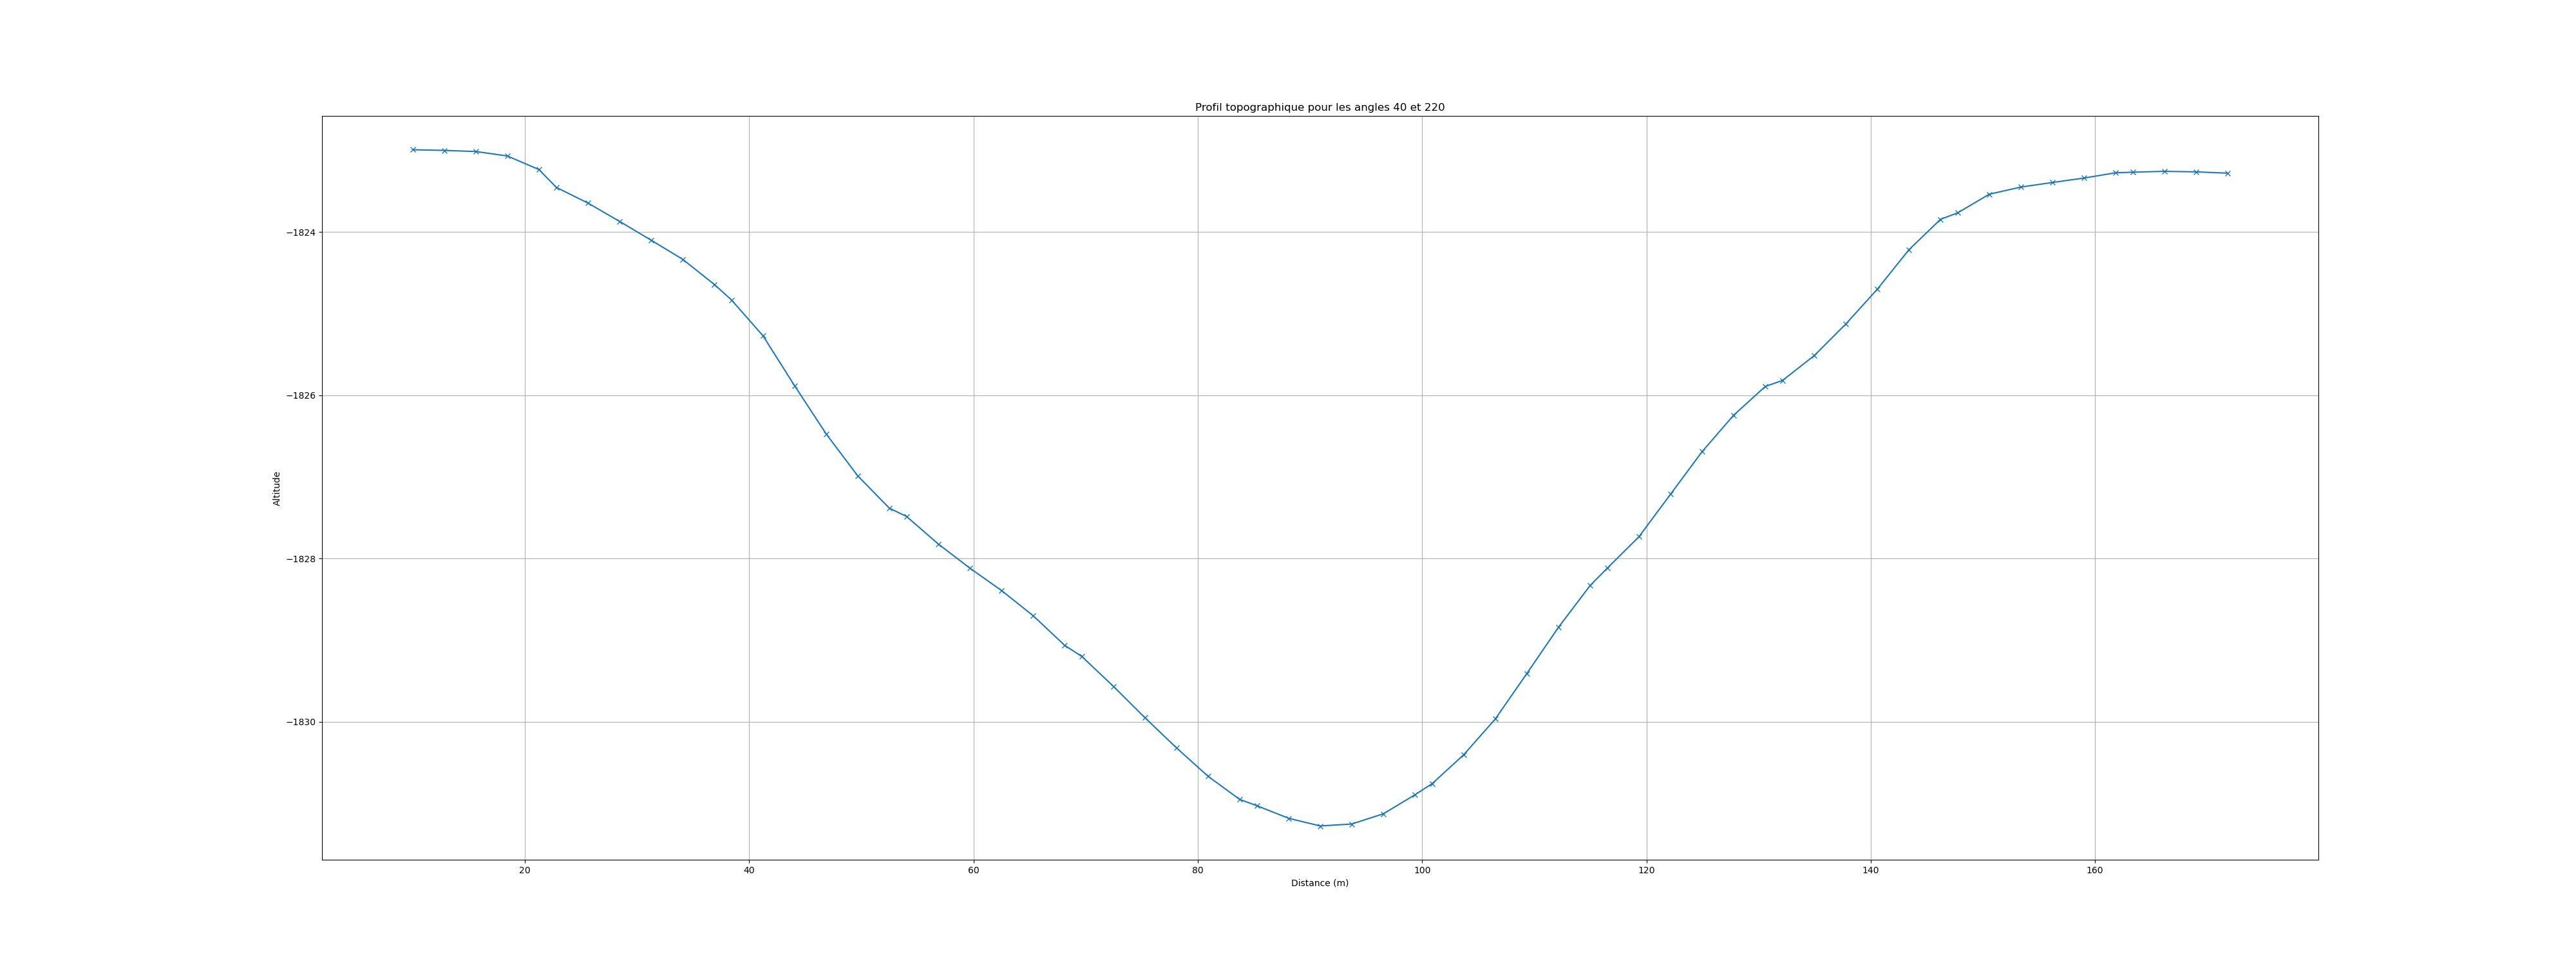 Profil topographique pour les angles 40 et 220
−1824
−1826
−1828
−1830
Altitude
20 40 60 80 100 120 140 160
Distance (m)